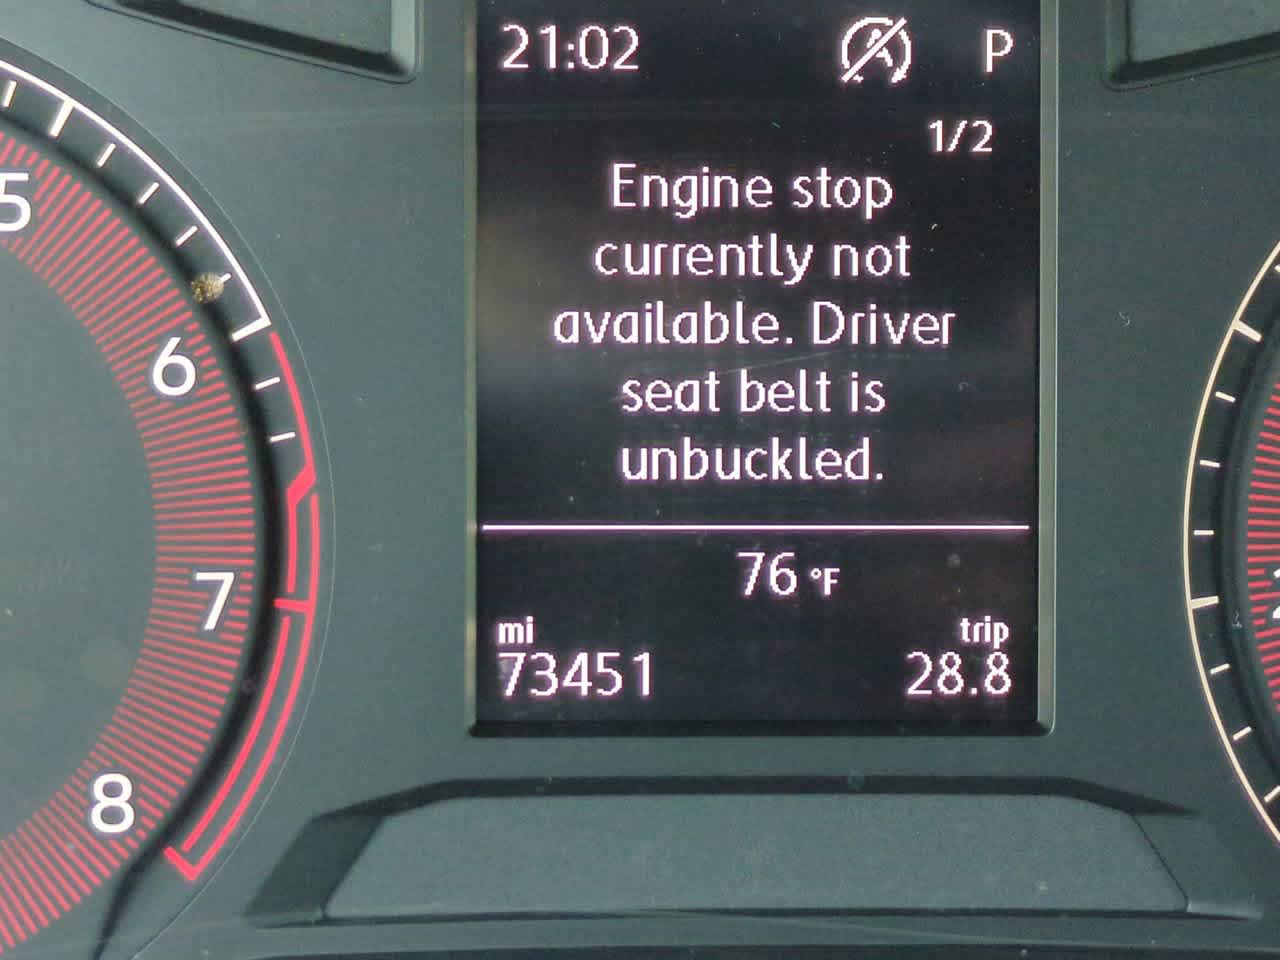 21:02 P
1/2
Engine stop
currently not
available. Driver
seat belt is
unbuckled.
76 °F
mi trip
73451 28.8
5
6
7
8